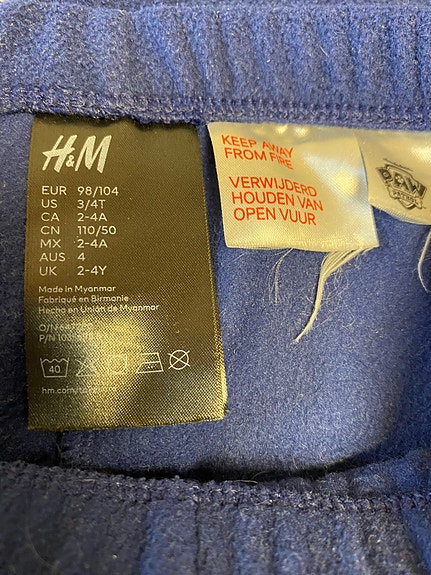 H&M
EUR 98/104
US 3/4T
CA 2-4A
CN 110/50
MX 2-4A
AUS 4
UK 2-4Y
Made in Myanmar
Fabriqué en Birmanie
Hecho en Unión de Myanmar
O/N
P/N
40
KEEP AWAY
FROM FIRE
VERWIJDERD
HOUDEN VAN
OPEN VUUR
PAW
PATROL